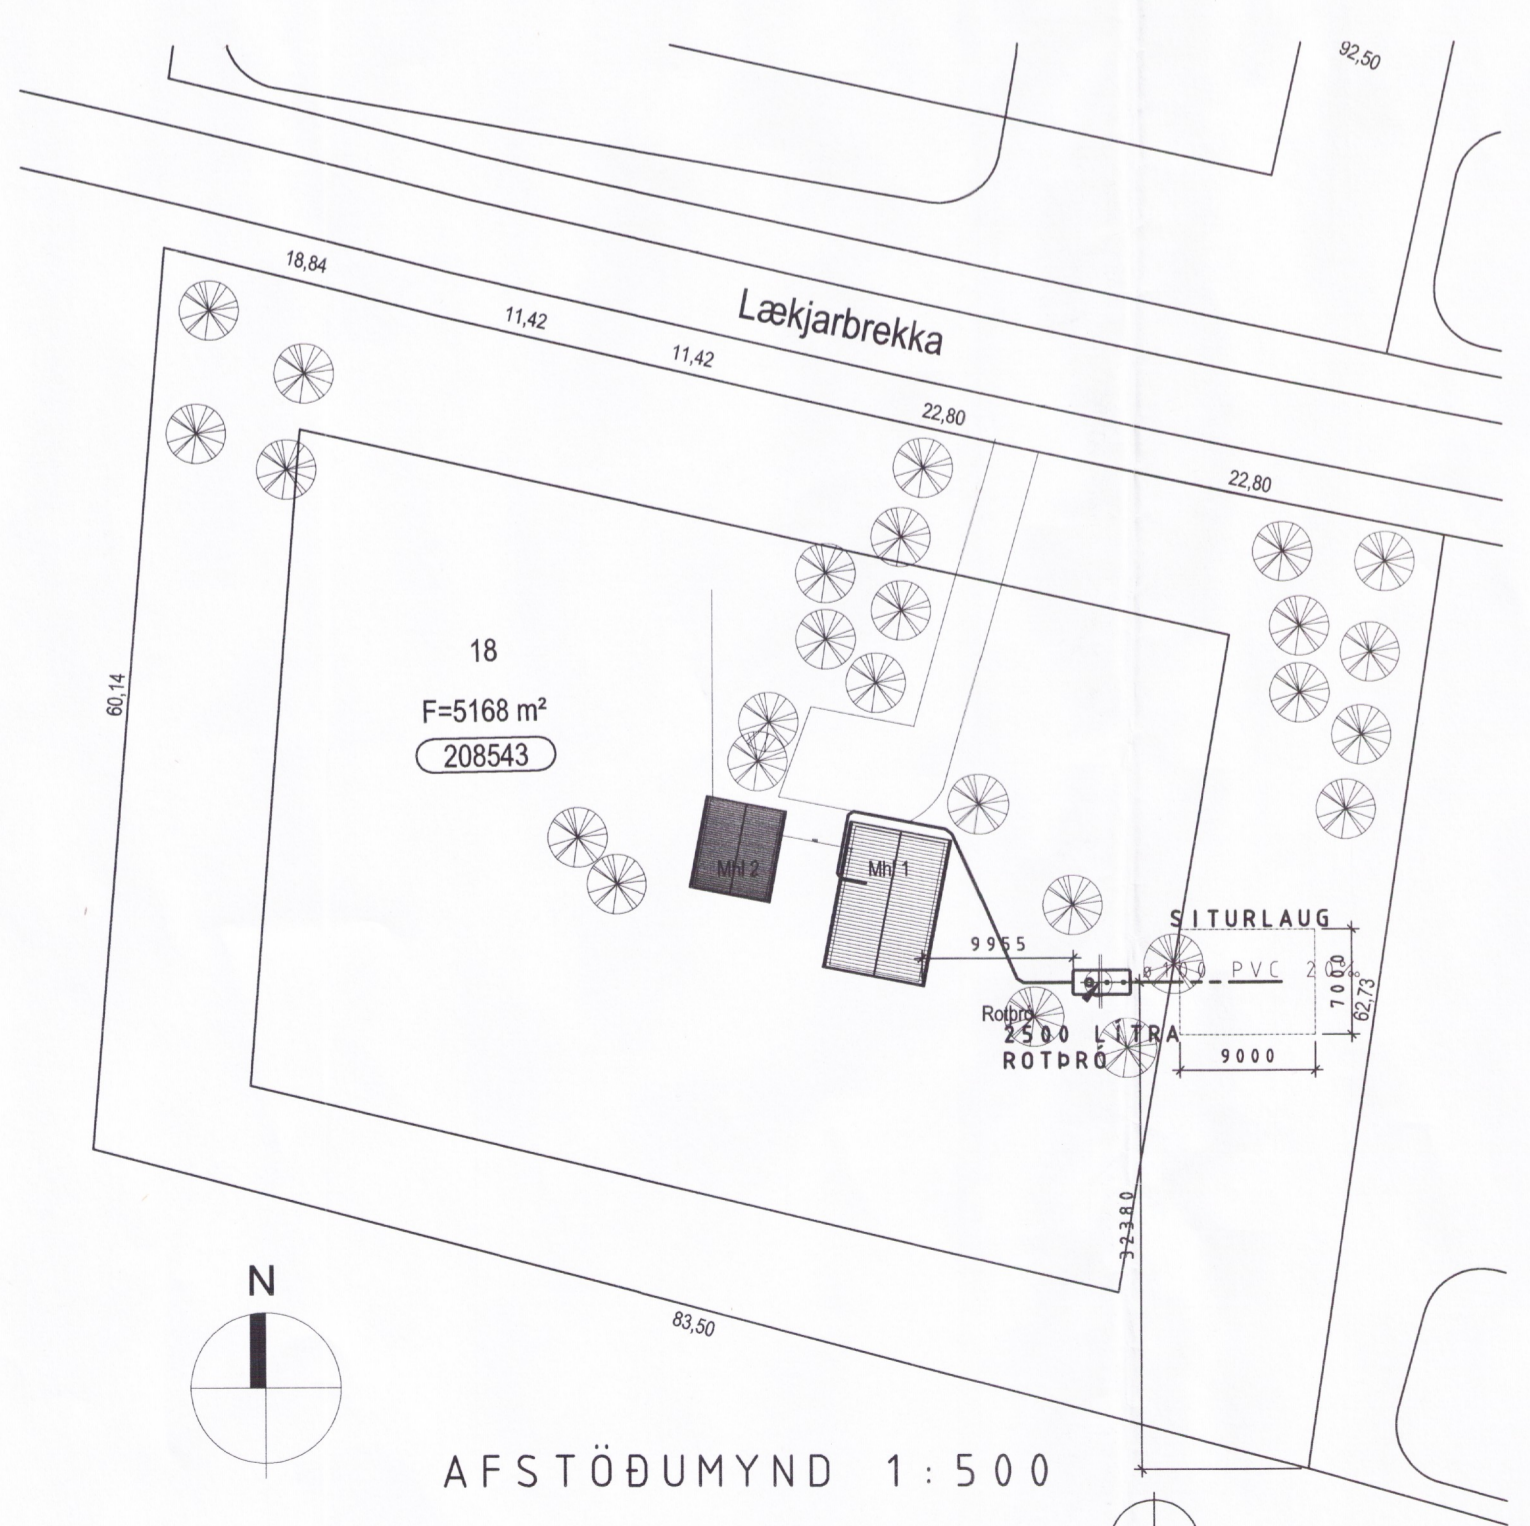 92,50
18,84
11,42
Lækjarbrekka
11,42
22,80
22,80
18
60,14
F=5168 m²
208543
Mhl 2
Mhl 1
SITURLAUG
9955
PVC
7000
62,73
Rotþró
2500 LÍTRA
ROTÞRÓ
9000
32380
N
83,50
AFSTÖÐUMYND 1:500